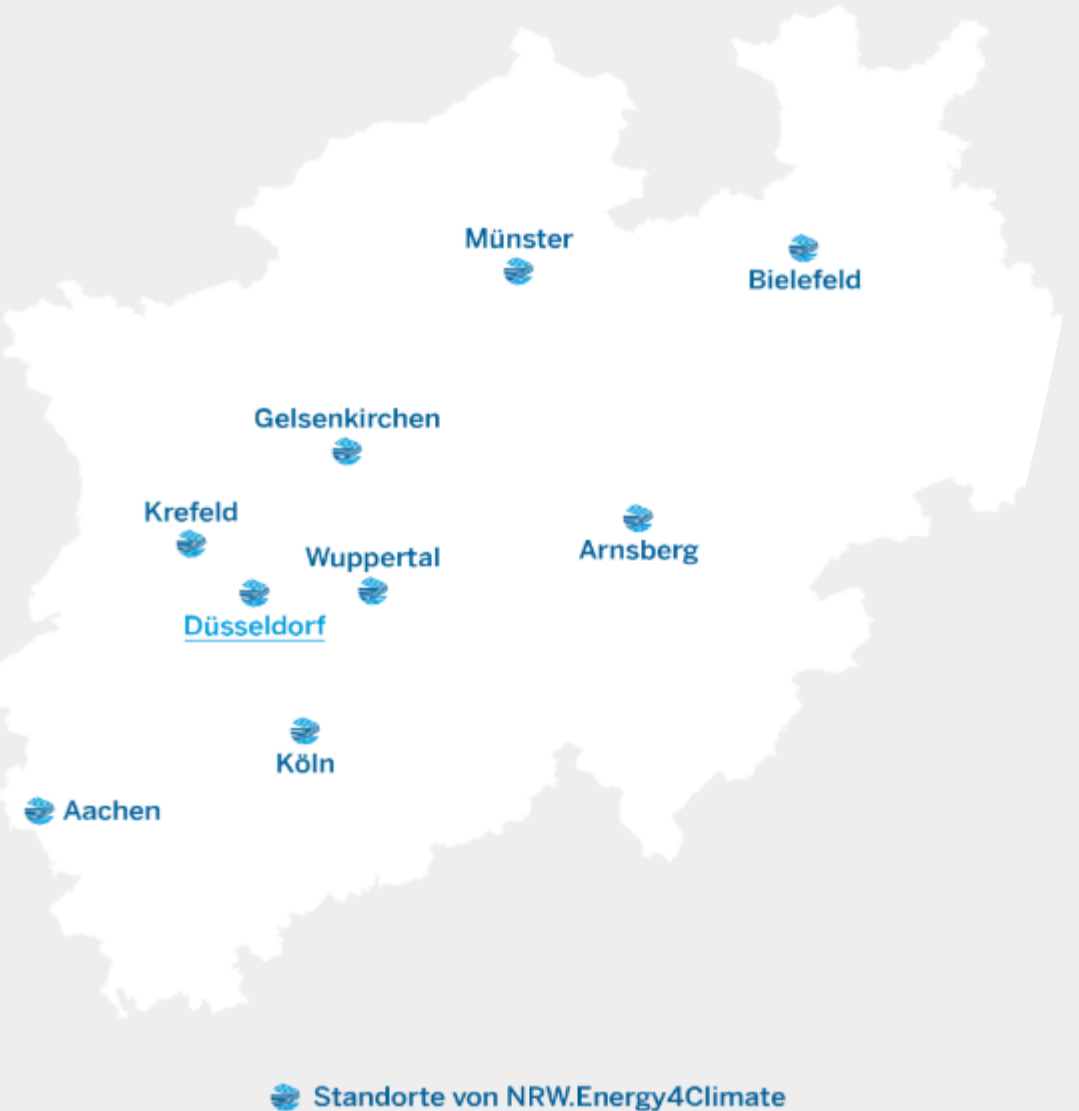 Münster
Bielefeld
Gelsenkirchen
Krefeld
Wuppertal
Arnsberg
Düsseldorf
Köln
Aachen
Standorte von NRW.Energy4Climate